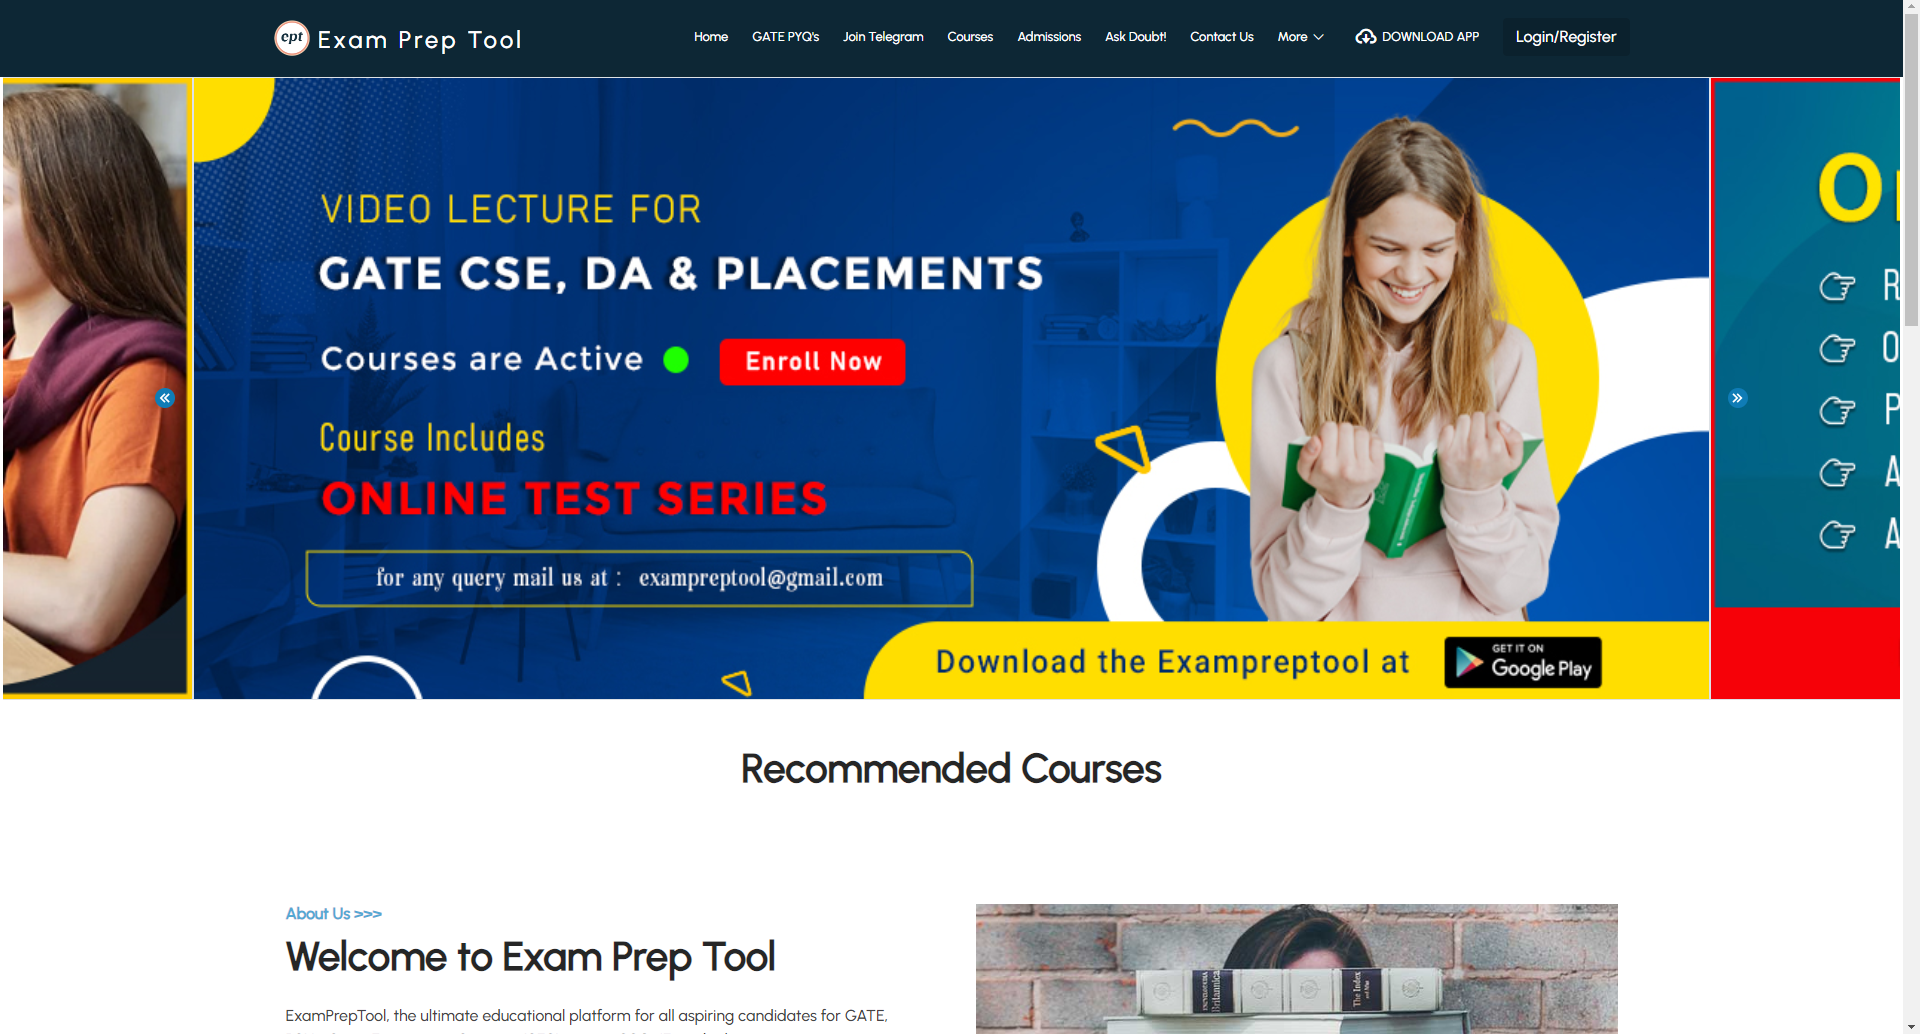 cpt Exam Prep Tool
Home GATE PYQ's Join Telegram Courses Admissions Ask Doubt! Contact Us More DOWNLOAD APP Login/Register
VIDEO LECTURE FOR
GATE CSE, DA & PLACEMENTS
Courses are Active Enroll Now
Course Includes
ONLINE TEST SERIES
for any query mail us at : exampreptool@gmail.com
Download the Exampreptool at
GET IT ON
Google Play
O
R
O
P
A
A
Recommended Courses
About Us >>>
Welcome to Exam Prep Tool
ExamPrepTool, the ultimate educational platform for all aspiring candidates for GATE,
Britannica
The Index